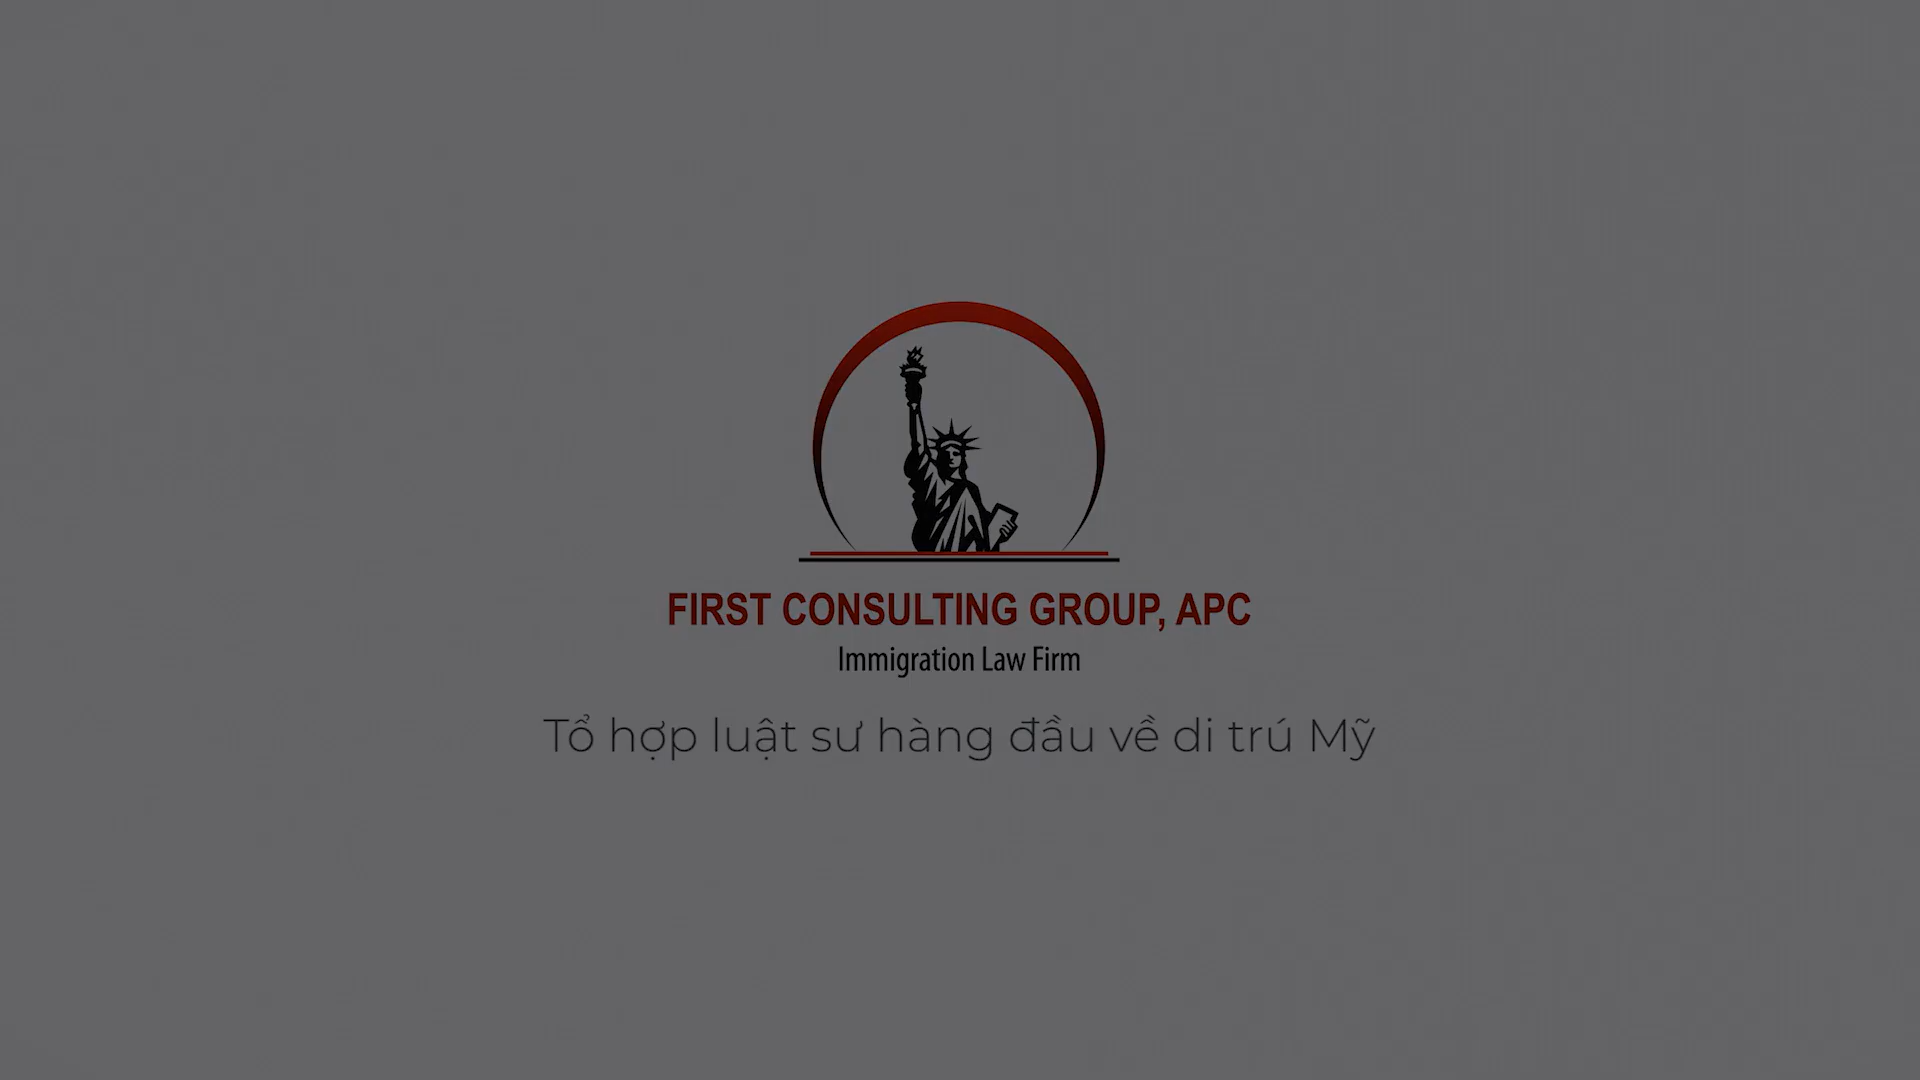 FIRST CONSULTING GROUP, APC
Immigration Law Firm
Tổ hợp luật sư hàng đầu về di trú Mỹ